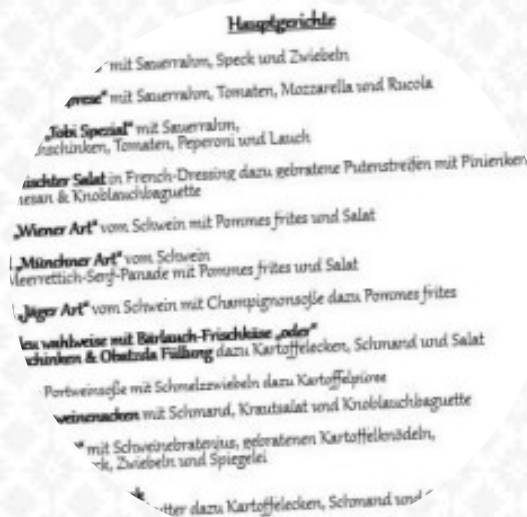 Hauptgerichte
mit Sauerrahm, Speck und Zwiebeln
mit Sauerrahm, Tomaten, Mozzarella und Rucola
„Tobi Spezial“ mit Sauerrahm,
schinken, Tomaten, Peperoni und Lauch
ischter Salat in French-Dressing dazu gebratene Putenstreifen mit Pinienken
mesan & Knoblauchbaguette
„Wiener Art“ vom Schwein mit Pommes frites und Salat
„Münchner Art“ vom Schwein
Meerrettich-Senf-Panade mit Pommes frites und Salat
„Jäger Art“ vom Schwein mit Champignonsoße dazu Pommes frites
wahlweise mit Bärlauch-Frischkäse „oder“
schinken & Obatzda Füllung dazu Kartoffelecken, Schmand und Salat
Portweinsoße mit Schmelzzwiebeln dazu Kartoffelpüree
weinenacken mit Schmand, Krautsalat und Knoblauchbaguette
mit Schweinebratenjus, gebratenen Kartoffelknödeln,
Zwiebeln und Spiegelei
dazu Kartoffelecken, Schmand und